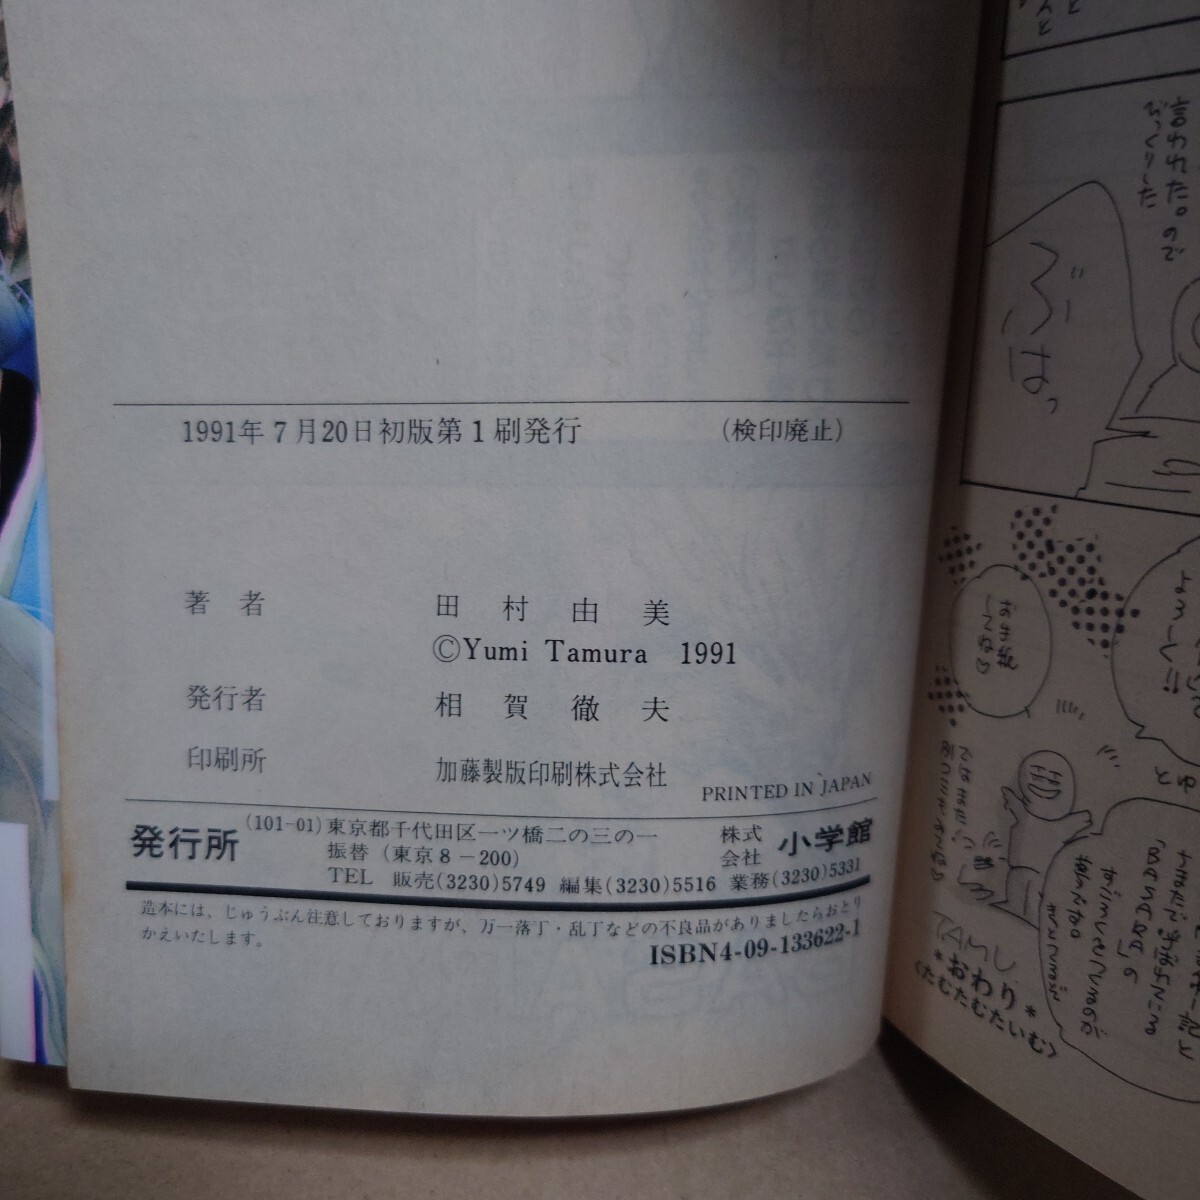 1991年7月20日初版第1刷発行 (検印廃止)
著者 田村由美
©Yumi Tamura 1991
発行者 相賀徹夫
印刷所 加藤製版印刷株式会社
PRINTED IN JAPAN
発行所 (101-01)東京都千代田区一ツ橋二の三の一 株式会社 小学館
振替(東京8-200)
TEL 販売(3230)5749 編集(3230)5516 業務(3230)5331
造本には、じゅうぶん注意しておりますが、万一落丁・乱丁などの不良品がありましたらおとり
かえいたします。
ISBN4-09-133622-1
言われた。ので
びっくりした
ぶはっ
お手紙
してね♡
よろしく!!
「BASARA」の
TAMU
*おわり*
〈たむたむたいむ〉